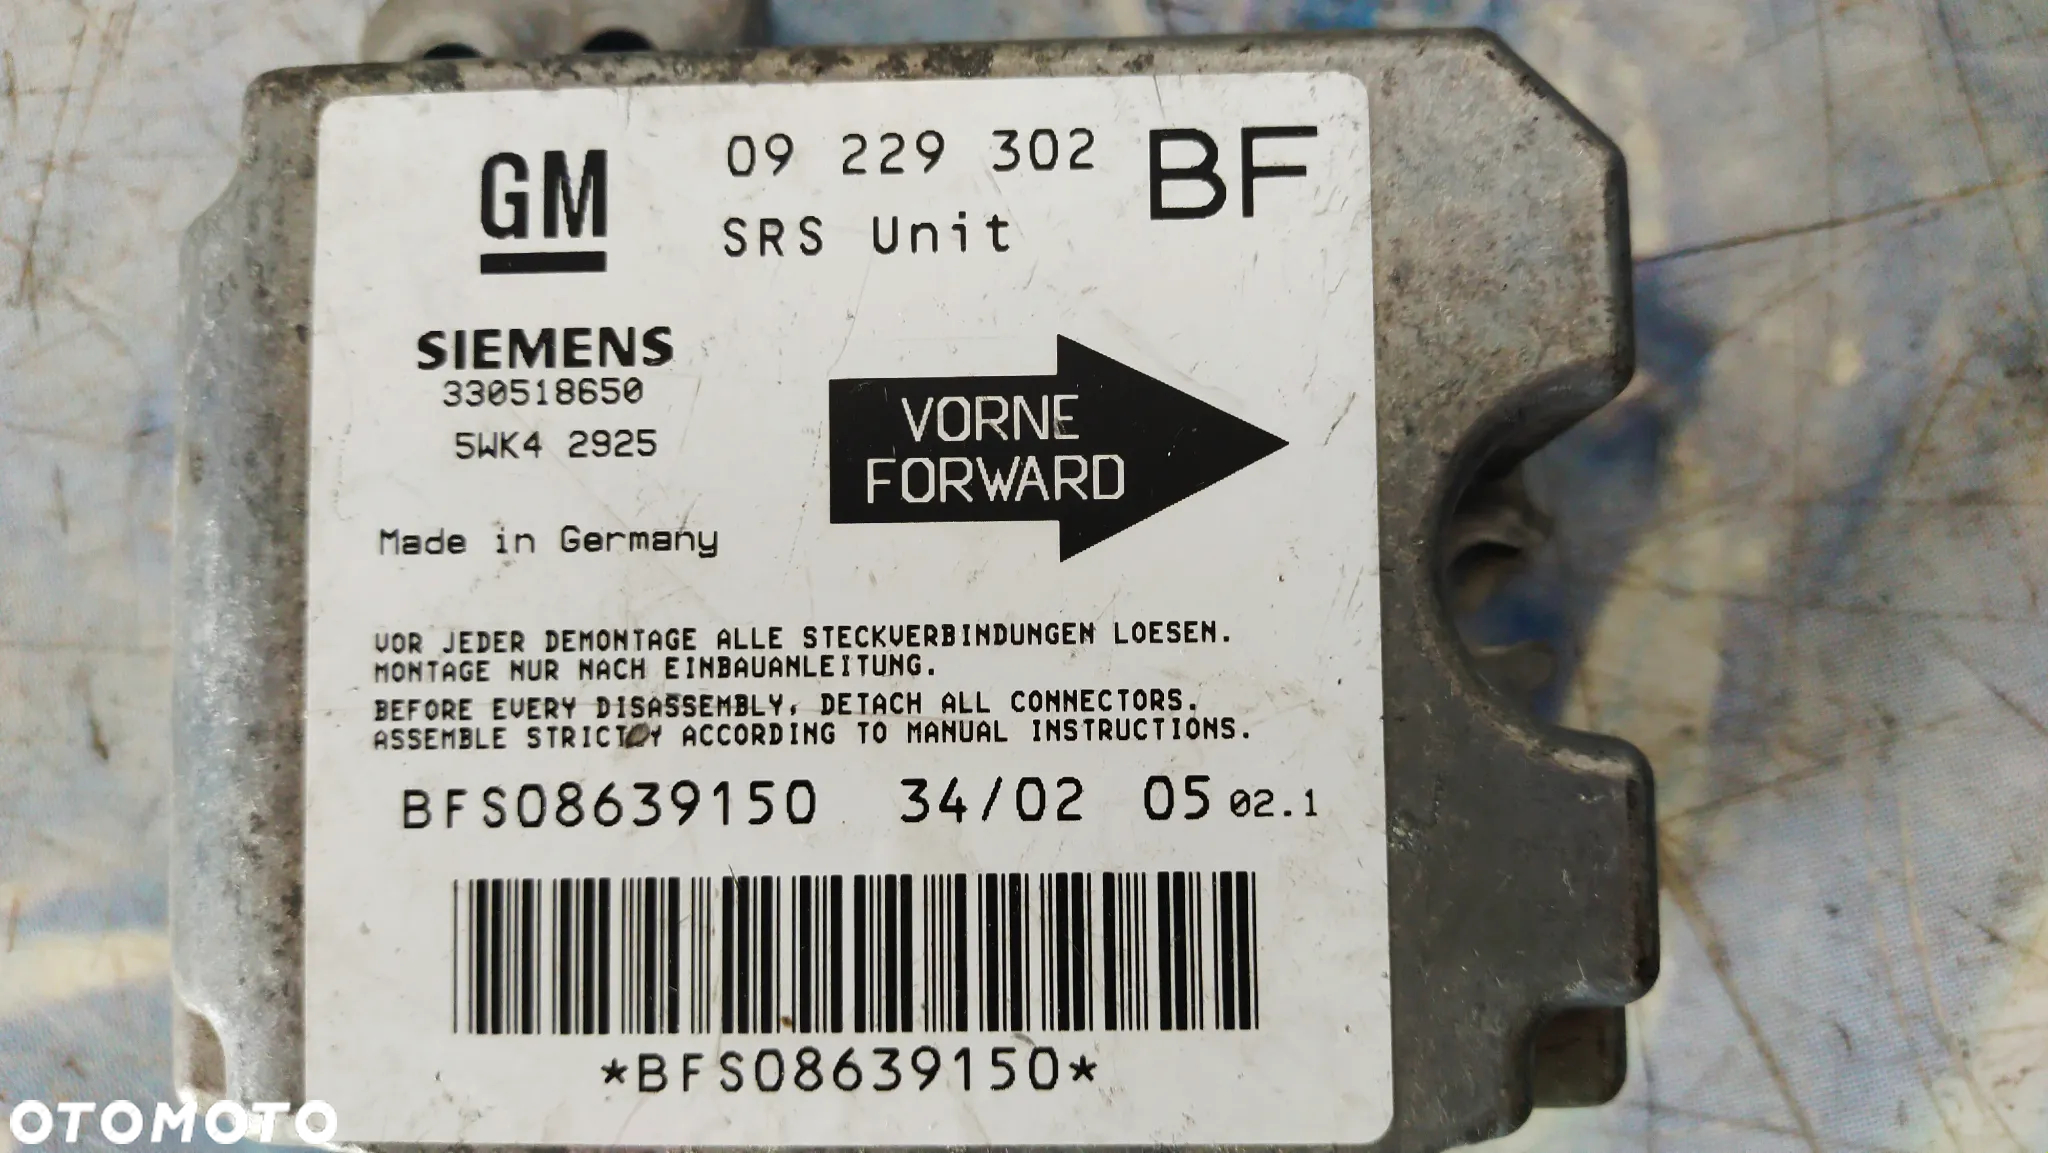 GM
09 229 302 BF
SRS Unit
SIEMENS
330518650
5WK4 2925
VORNE
FORWARD
Made in Germany
VOR JEDER DEMONTAGE ALLE STECKVERBINDUNGEN LOESEN.
MONTAGE NUR NACH EINBAUANLEITUNG.
BEFORE EVERY DISASSEMBLY, DETACH ALL CONNECTORS.
ASSEMBLE STRICTLY ACCORDING TO MANUAL INSTRUCTIONS.
BFS08639150 34/02 05 02.1
*BFS08639150*
OTOMOTO